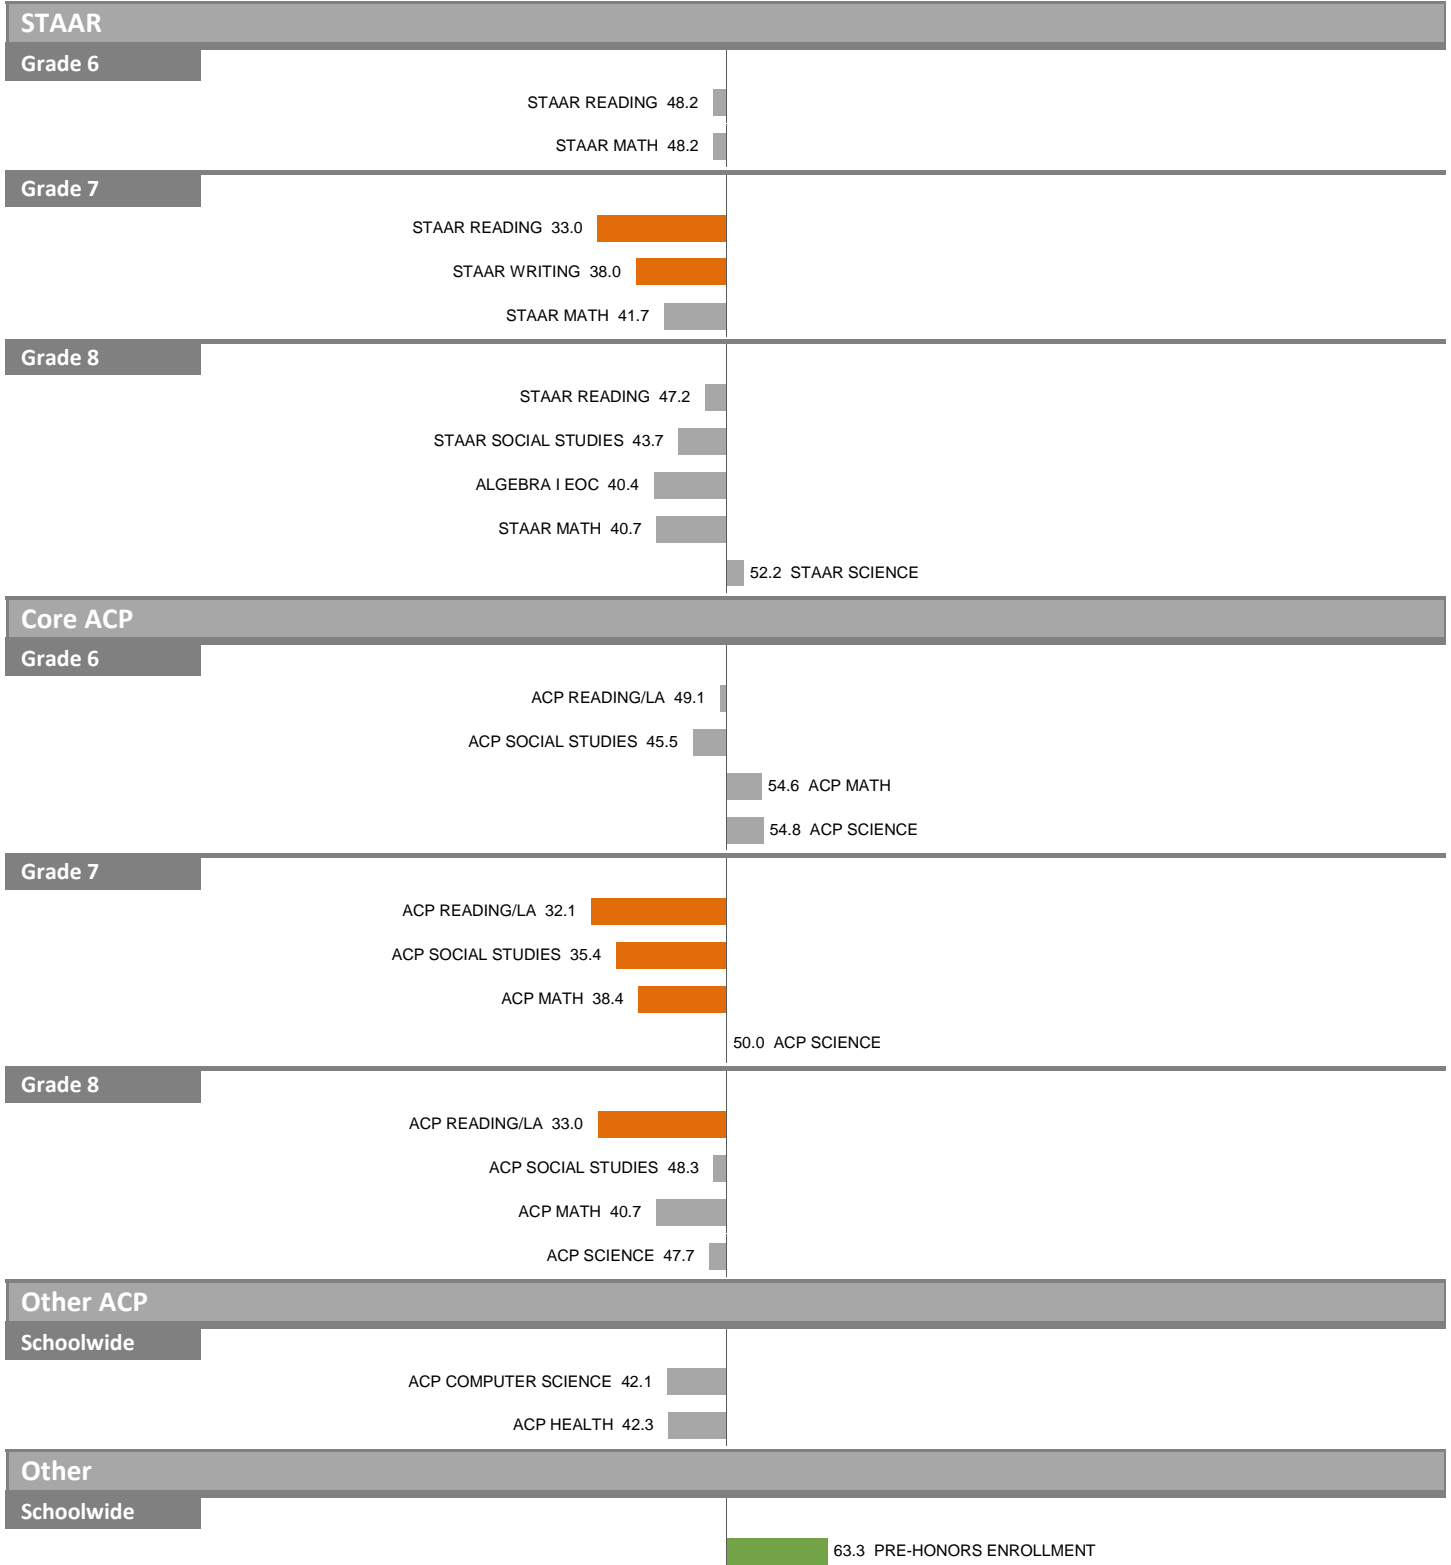 STAAR
Grade 6
STAAR READING 48.2
STAAR MATH 48.2
Grade 7
STAAR READING 33.0
STAAR WRITING 38.0
STAAR MATH 41.7
Grade 8
STAAR READING 47.2
STAAR SOCIAL STUDIES 43.7
ALGEBRA I EOC 40.4
STAAR MATH 40.7
52.2 STAAR SCIENCE
Core ACP
Grade 6
ACP READING/LA 49.1
ACP SOCIAL STUDIES 45.5
54.6 ACP MATH
54.8 ACP SCIENCE
Grade 7
ACP READING/LA 32.1
ACP SOCIAL STUDIES 35.4
ACP MATH 38.4
50.0 ACP SCIENCE
Grade 8
ACP READING/LA 33.0
ACP SOCIAL STUDIES 48.3
ACP MATH 40.7
ACP SCIENCE 47.7
Other ACP
Schoolwide
ACP COMPUTER SCIENCE 42.1
ACP HEALTH 42.3
Other
Schoolwide
63.3 PRE-HONORS ENROLLMENT